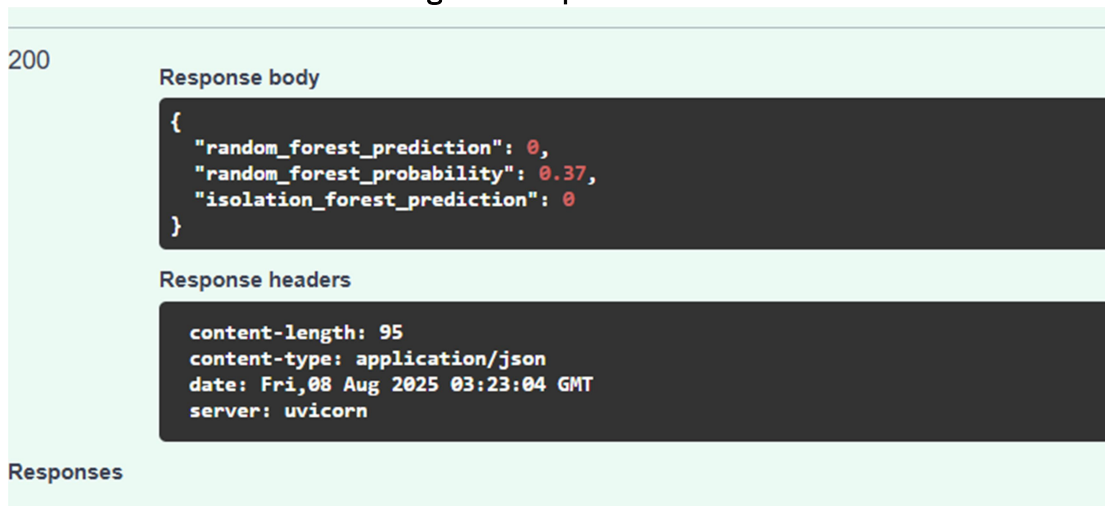 200
Response body
{
"random_forest_prediction": 0,
"random_forest_probability": 0.37,
"isolation_forest_prediction": 0
}
Response headers
content-length: 95
content-type: application/json
date: Fri,08 Aug 2025 03:23:04 GMT
server: uvicorn
Responses